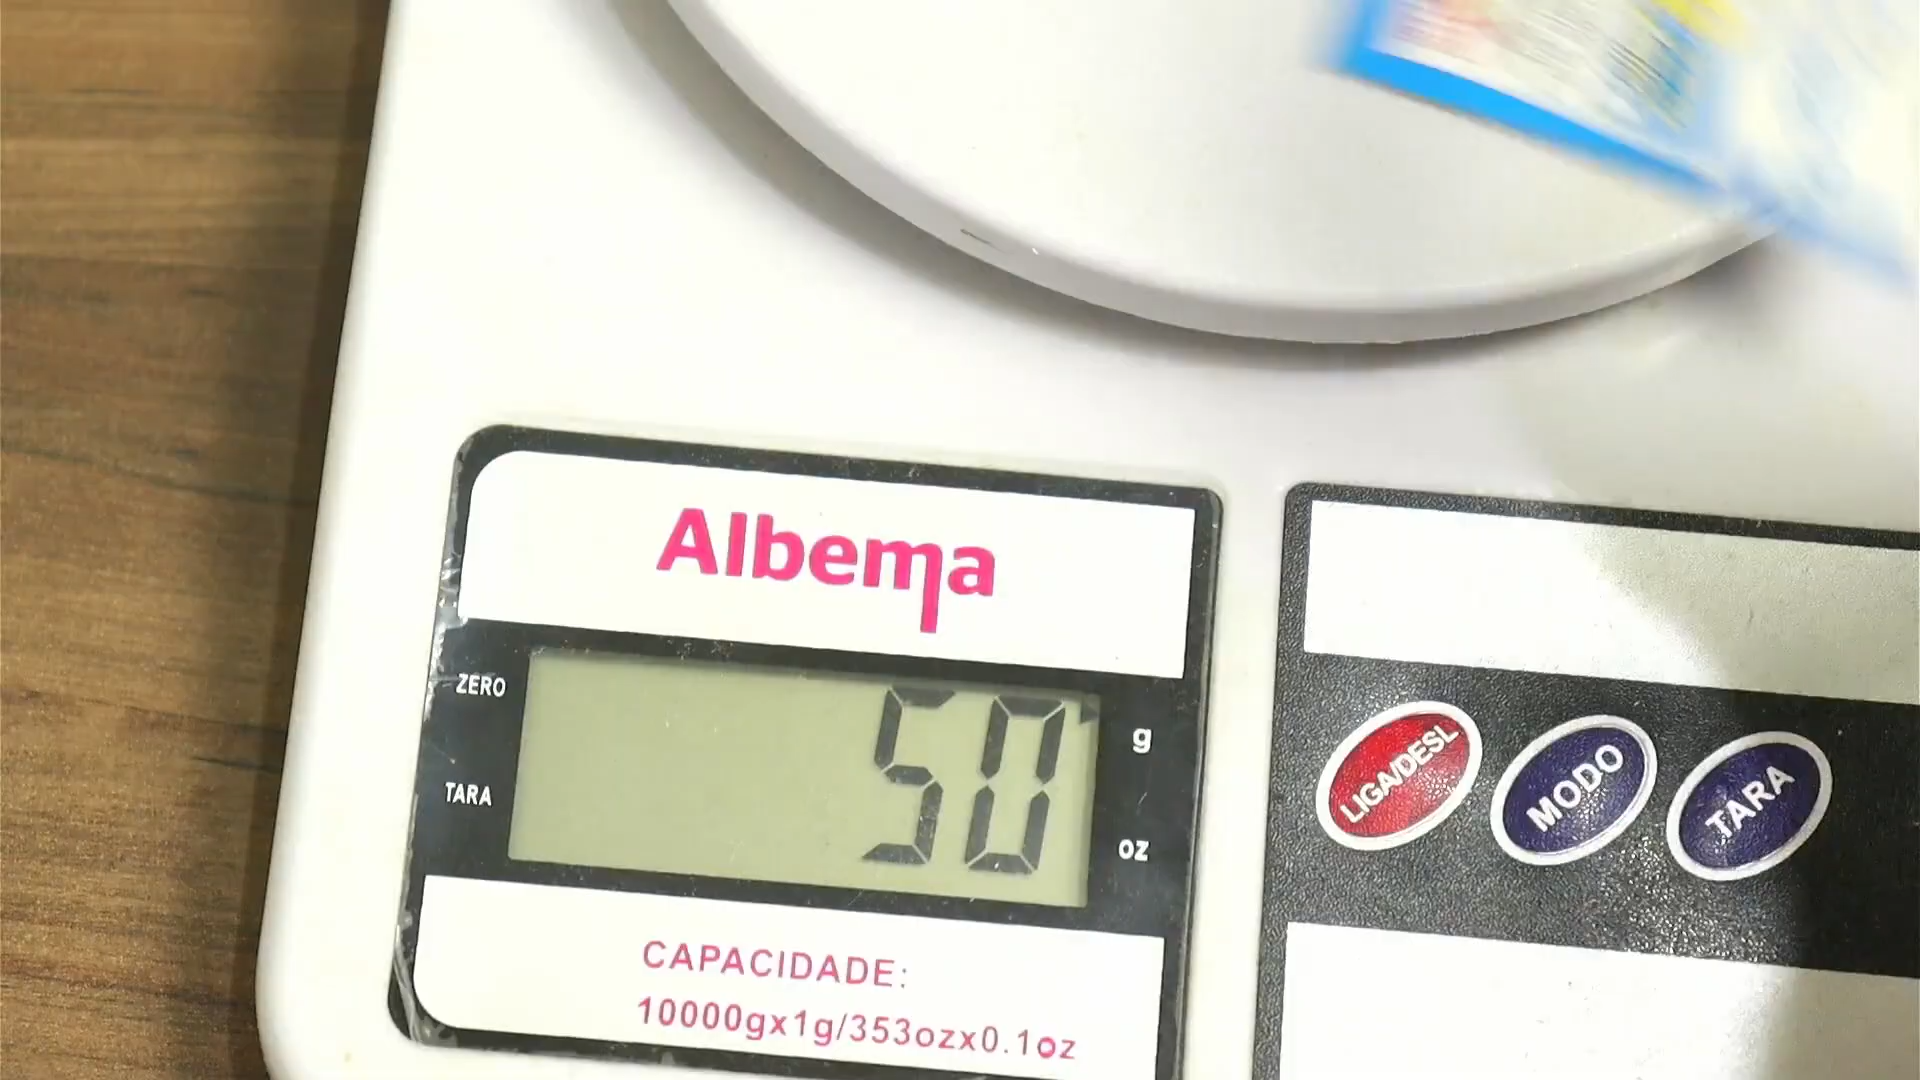 Albema
ZERO
TARA
50
g
oz
CAPACIDADE:
10000gx1g/353ozx0.1oz
LIGA/DESL
MODO
TARA